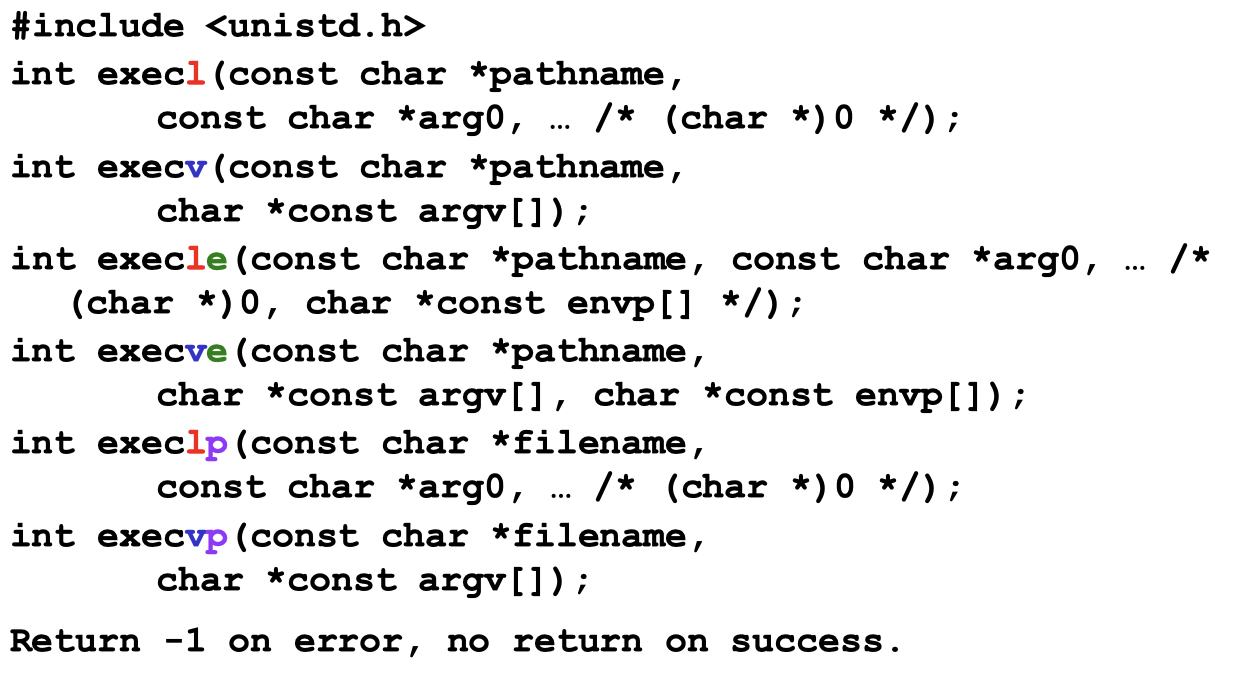 #include <unistd.h>
int execl(const char *pathname,
const char *arg0, … /* (char *)0 */);
int execv(const char *pathname,
char *const argv[]);
int execle(const char *pathname, const char *arg0, … /*
(char *)0, char *const envp[] */);
int execve(const char *pathname,
char *const argv[], char *const envp[]);
int execlp(const char *filename,
const char *arg0, … /* (char *)0 */);
int execvp(const char *filename,
char *const argv[]);
Return -1 on error, no return on success.